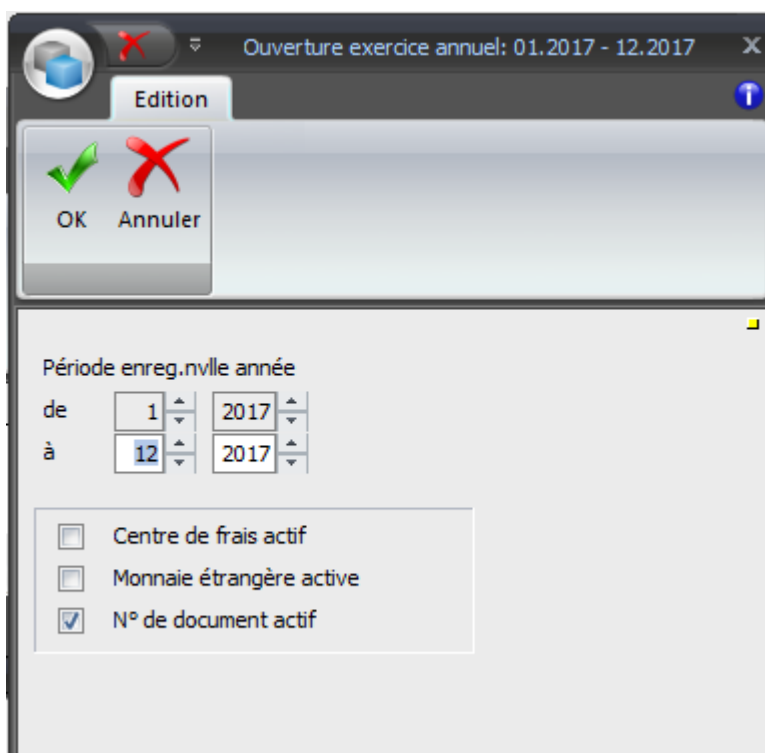 Ouverture exercice annuel: 01.2017 - 12.2017
Edition
OK Annuler
Période enreg.nvlle année
de 1 2017
à 12 2017
Centre de frais actif
Monnaie étrangère active
N° de document actif